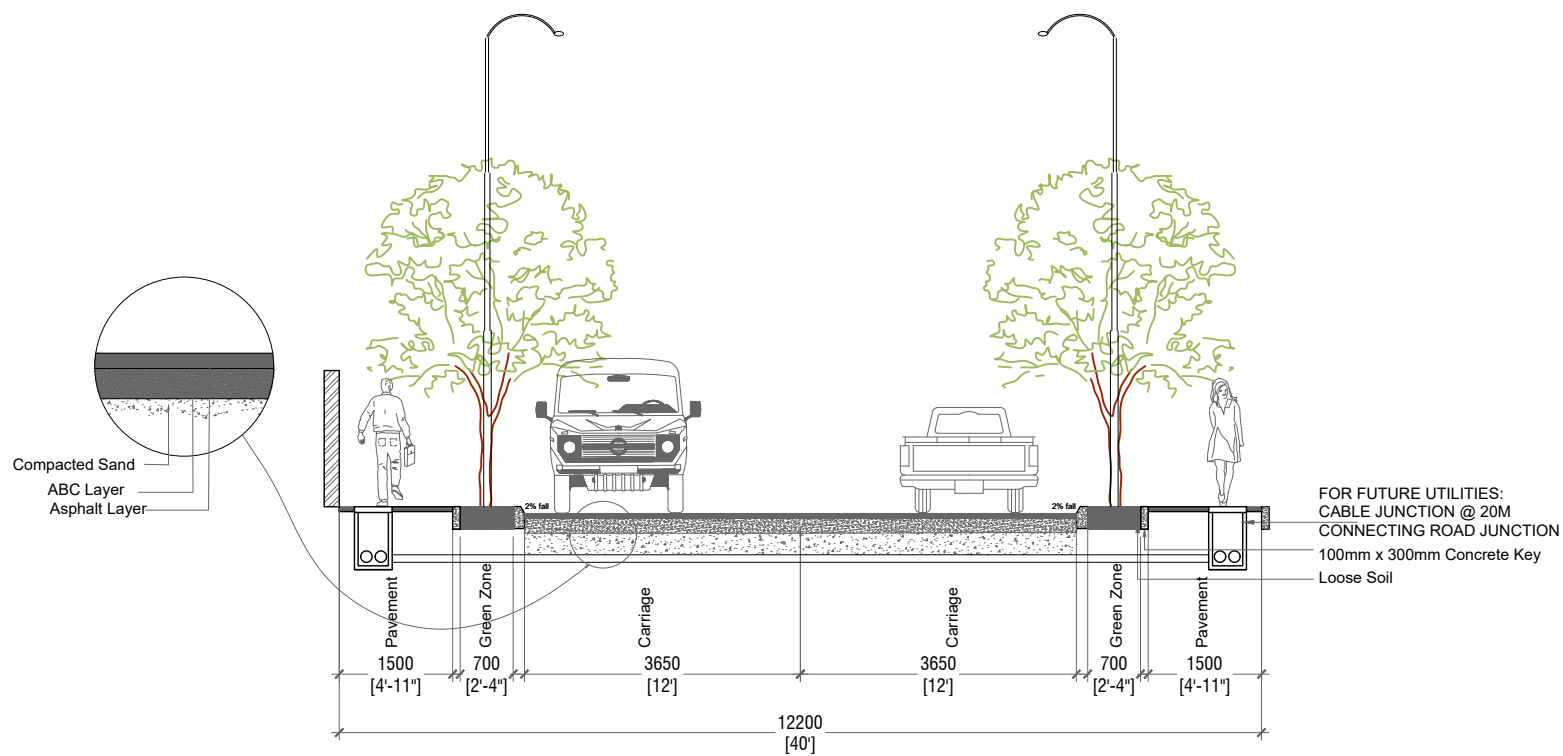 2% fall
2% fall
Compacted Sand
ABC Layer
Asphalt Layer
FOR FUTURE UTILITIES:
CABLE JUNCTION @ 20M
CONNECTING ROAD JUNCTION
100mm x 300mm Concrete Key
Loose Soil
Pavement
Green Zone
Carriage
Carriage
Green Zone
Pavement
1500
[4'-11"]
700
[2'-4"]
3650
[12']
3650
[12']
700
[2'-4"]
1500
[4'-11"]
12200
[40']